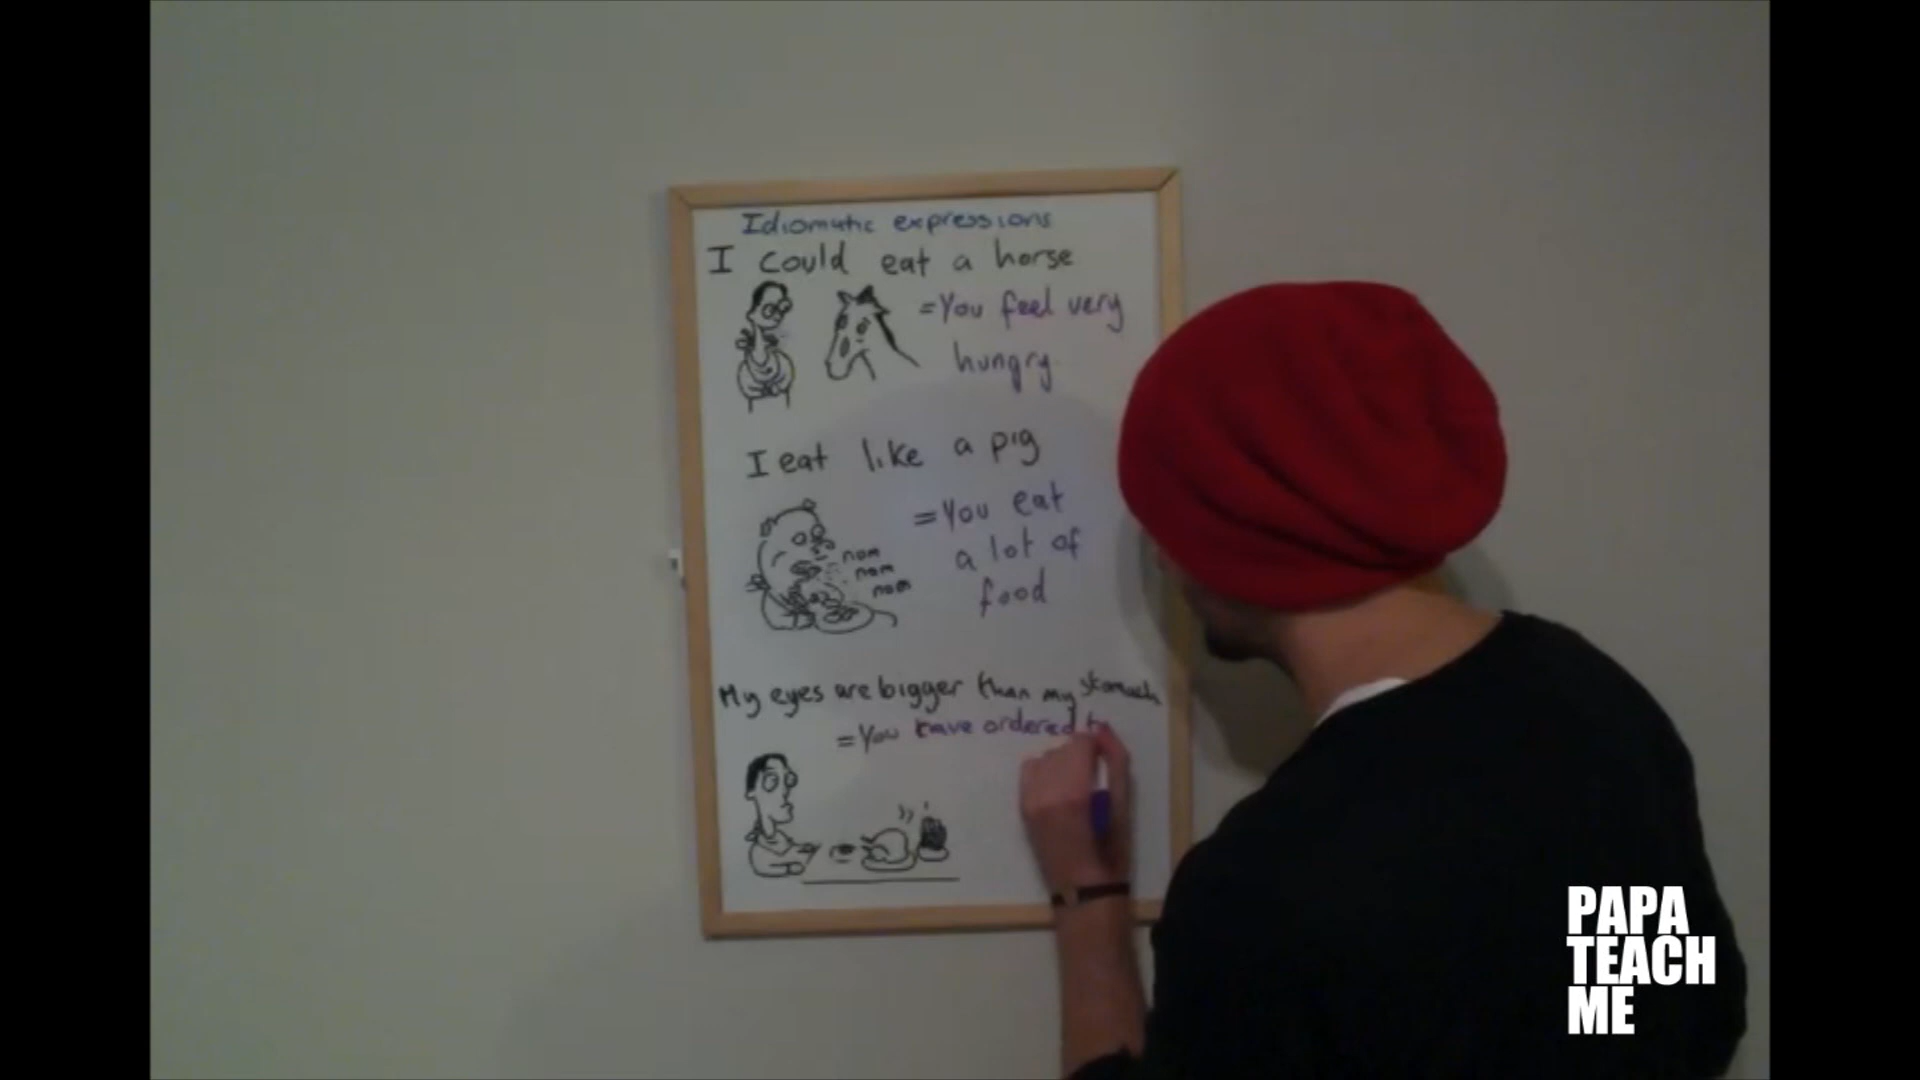 Idiomatic expressions
I could eat a horse
=You feel very
hungry.
I eat like a pig
=You eat
a lot of
food
nom
nom
nom
My eyes are bigger than my stomach
=You have ordered
PAPA
TEACH
ME